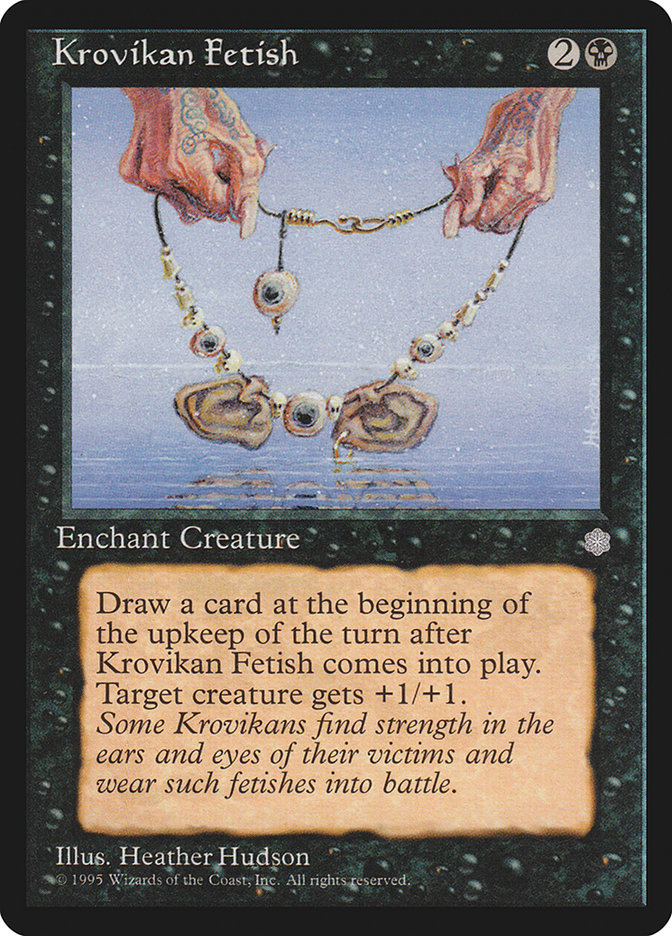 Krovikan Fetish 2
Enchant Creature
Draw a card at the beginning of
the upkeep of the turn after
Krovikan Fetish comes into play.
Target creature gets +1/+1.
Some Krovikans find strength in the
ears and eyes of their victims and
wear such fetishes into battle.
Illus. Heather Hudson
© 1995 Wizards of the Coast, Inc. All rights reserved.